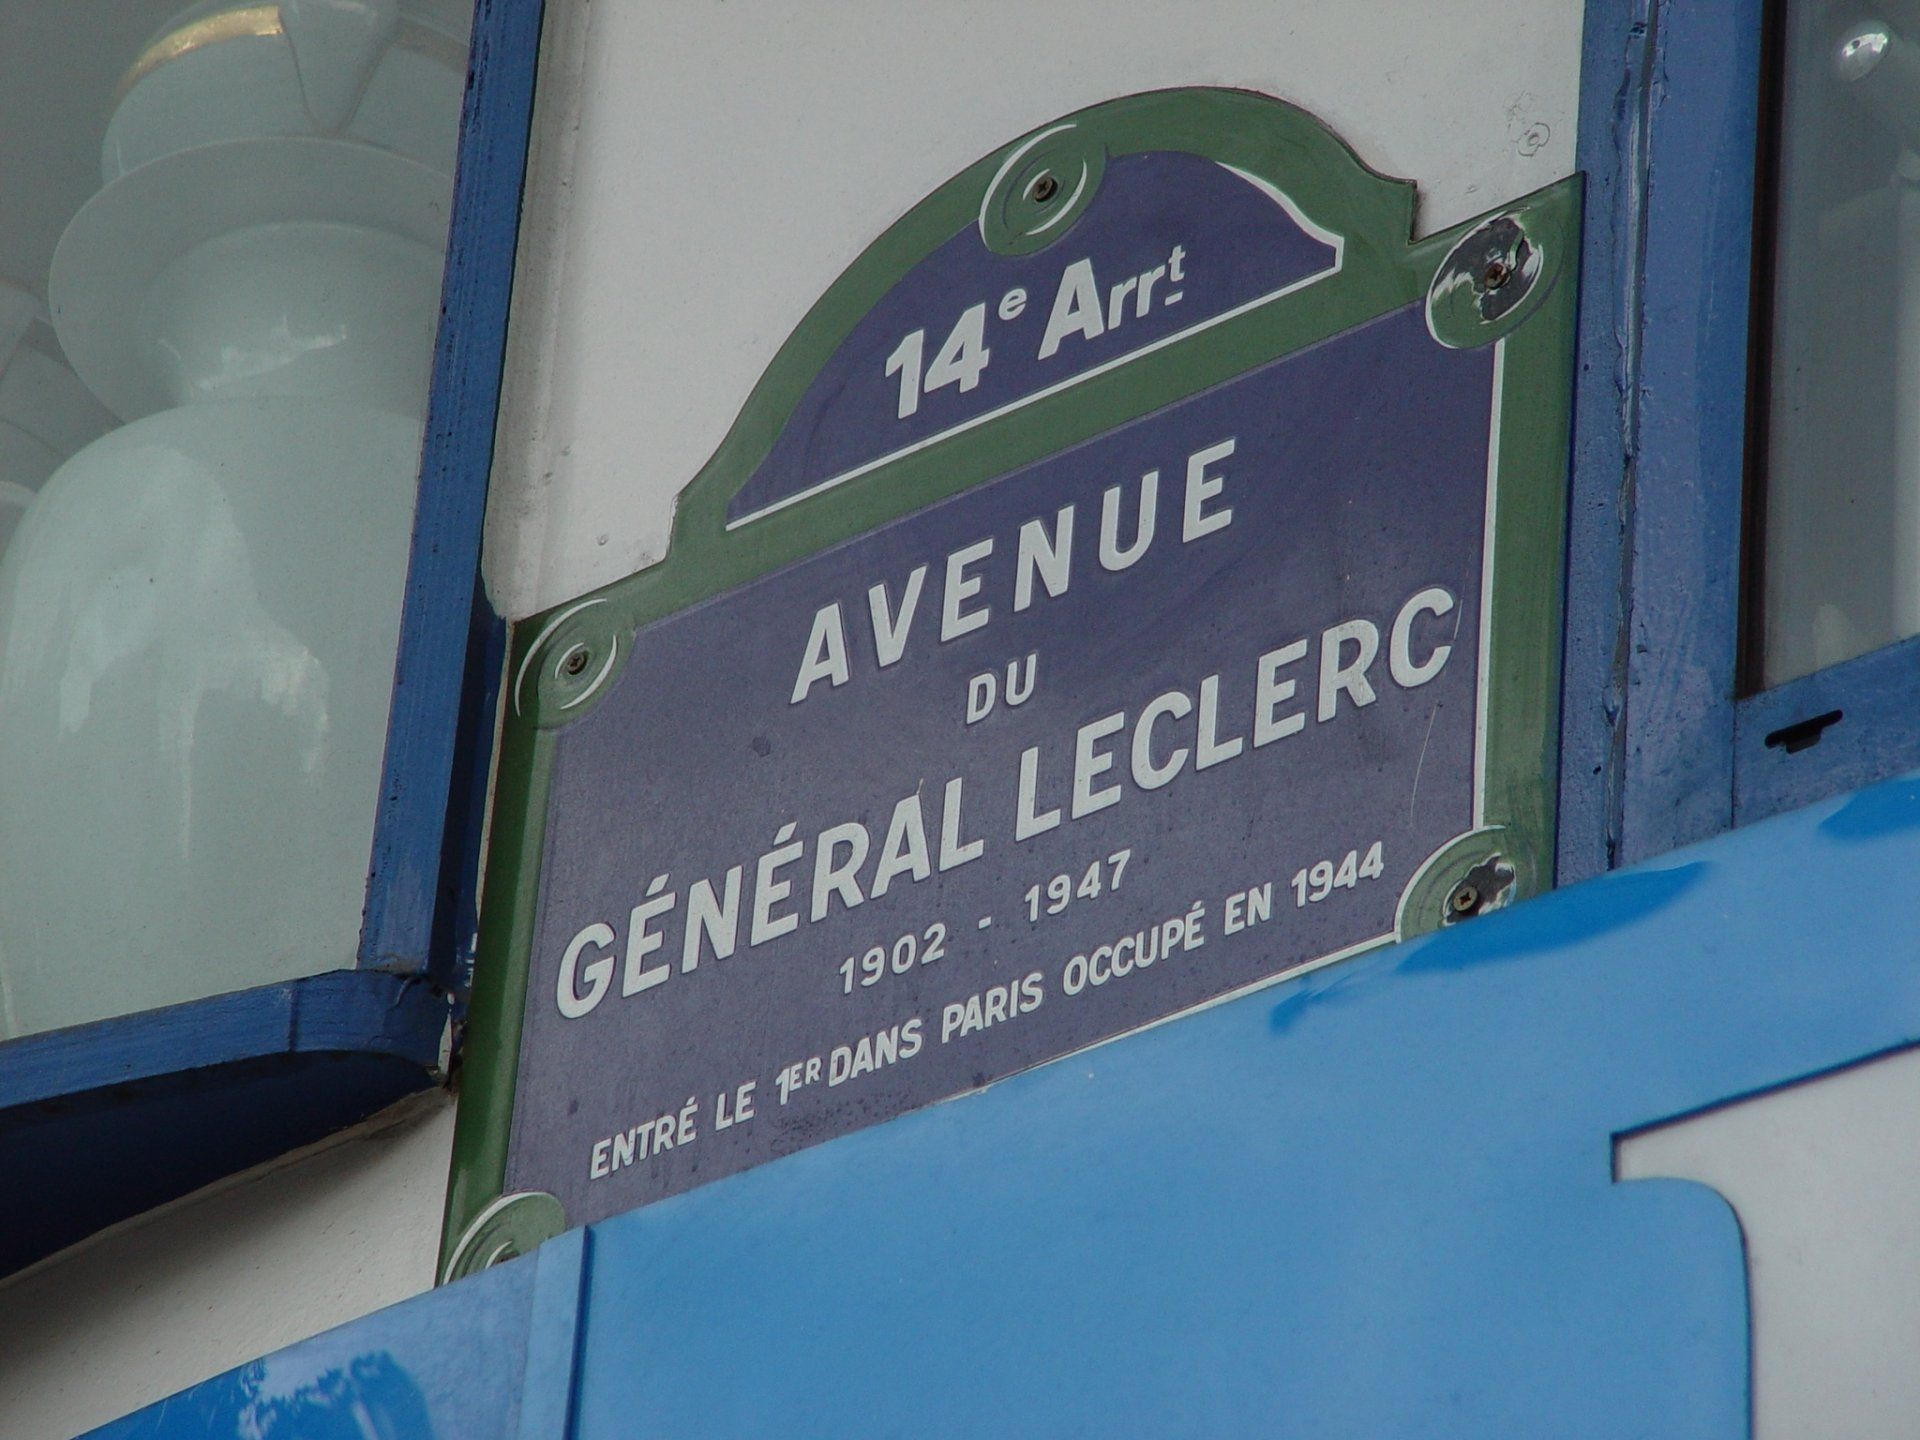 14e Arrt
AVENUE
DU
GÉNÉRAL LECLERC
1902 - 1947
ENTRÉ LE 1ER DANS PARIS OCCUPÉ EN 1944